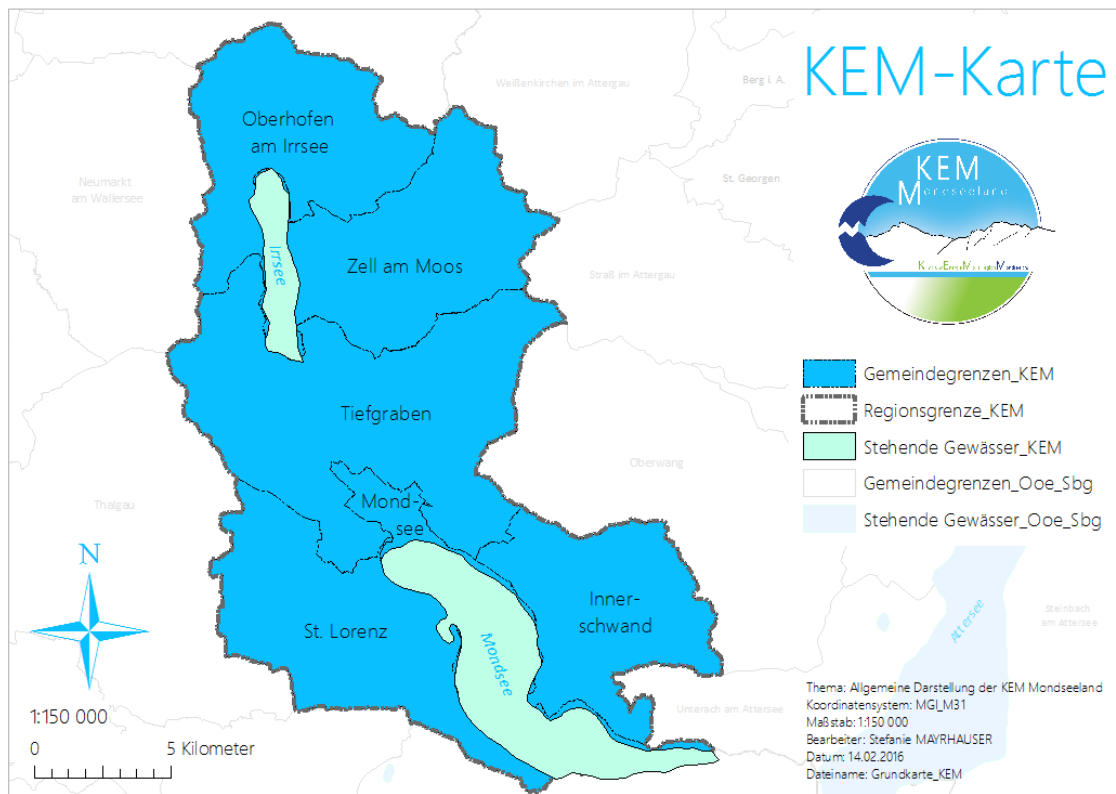 KEM-Karte
Weißenkirchen im Attergau
Berg i. A.
Oberhofen
am Irrsee
KEM
Mondseeland
Neumarkt
am Wallersee
St. Georgen
Irrsee
Zell am Moos
Straß im Attergau
Gemeindegrenzen_KEM
Regionsgrenze_KEM
Stehende Gewässer_KEM
Gemeindegrenzen_Ooe_Sbg
Stehende Gewässer_Ooe_Sbg
Tiefgraben
Oberwang
Thalgau
Mond-
see
N
Inner-
schwand
St. Lorenz
Mondsee
Attersee
Steinbach
am Attersee
Unterach am Attersee
1:150 000
0 5 Kilometer
Thema: Allgemeine Darstellung der KEM Mondseeland
Koordinatensystem: MGI_M31
Maßstab: 1:150 000
Bearbeiter: Stefanie MAYRHAUSER
Datum: 14.02.2016
Dateiname: Grundkarte_KEM